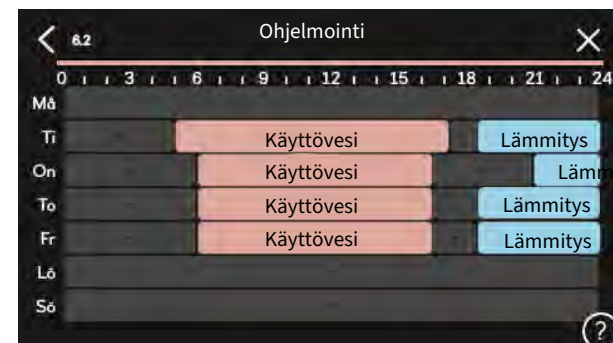 6.2 Ohjelmointi
0 3 6 9 12 15 18 21 24
Må
Ti Käyttövesi Lämmitys
On Käyttövesi Lämm
To Käyttövesi Lämmitys
Fr Käyttövesi Lämmitys
Lö
Sö
?